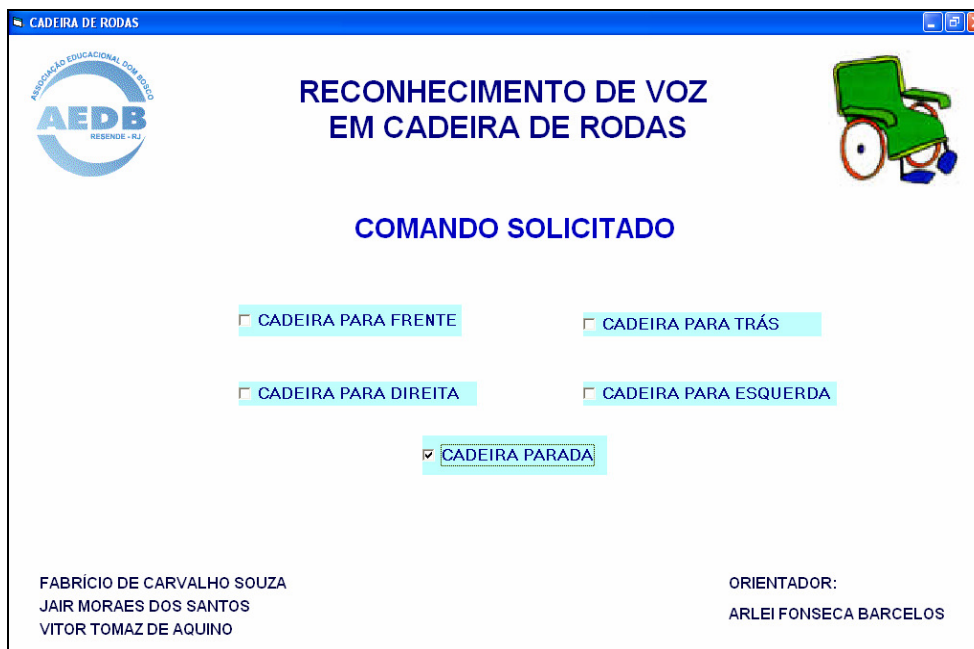 CADEIRA DE RODAS
ASSOCIAÇÃO EDUCACIONAL DOM BOSCO
AEDB
RESENDE - RJ
RECONHECIMENTO DE VOZ
EM CADEIRA DE RODAS
COMANDO SOLICITADO
CADEIRA PARA FRENTE
CADEIRA PARA TRÁS
CADEIRA PARA DIREITA
CADEIRA PARA ESQUERDA
CADEIRA PARADA
FABRÍCIO DE CARVALHO SOUZA
JAIR MORAES DOS SANTOS
VITOR TOMAZ DE AQUINO
ORIENTADOR:
ARLEI FONSECA BARCELOS